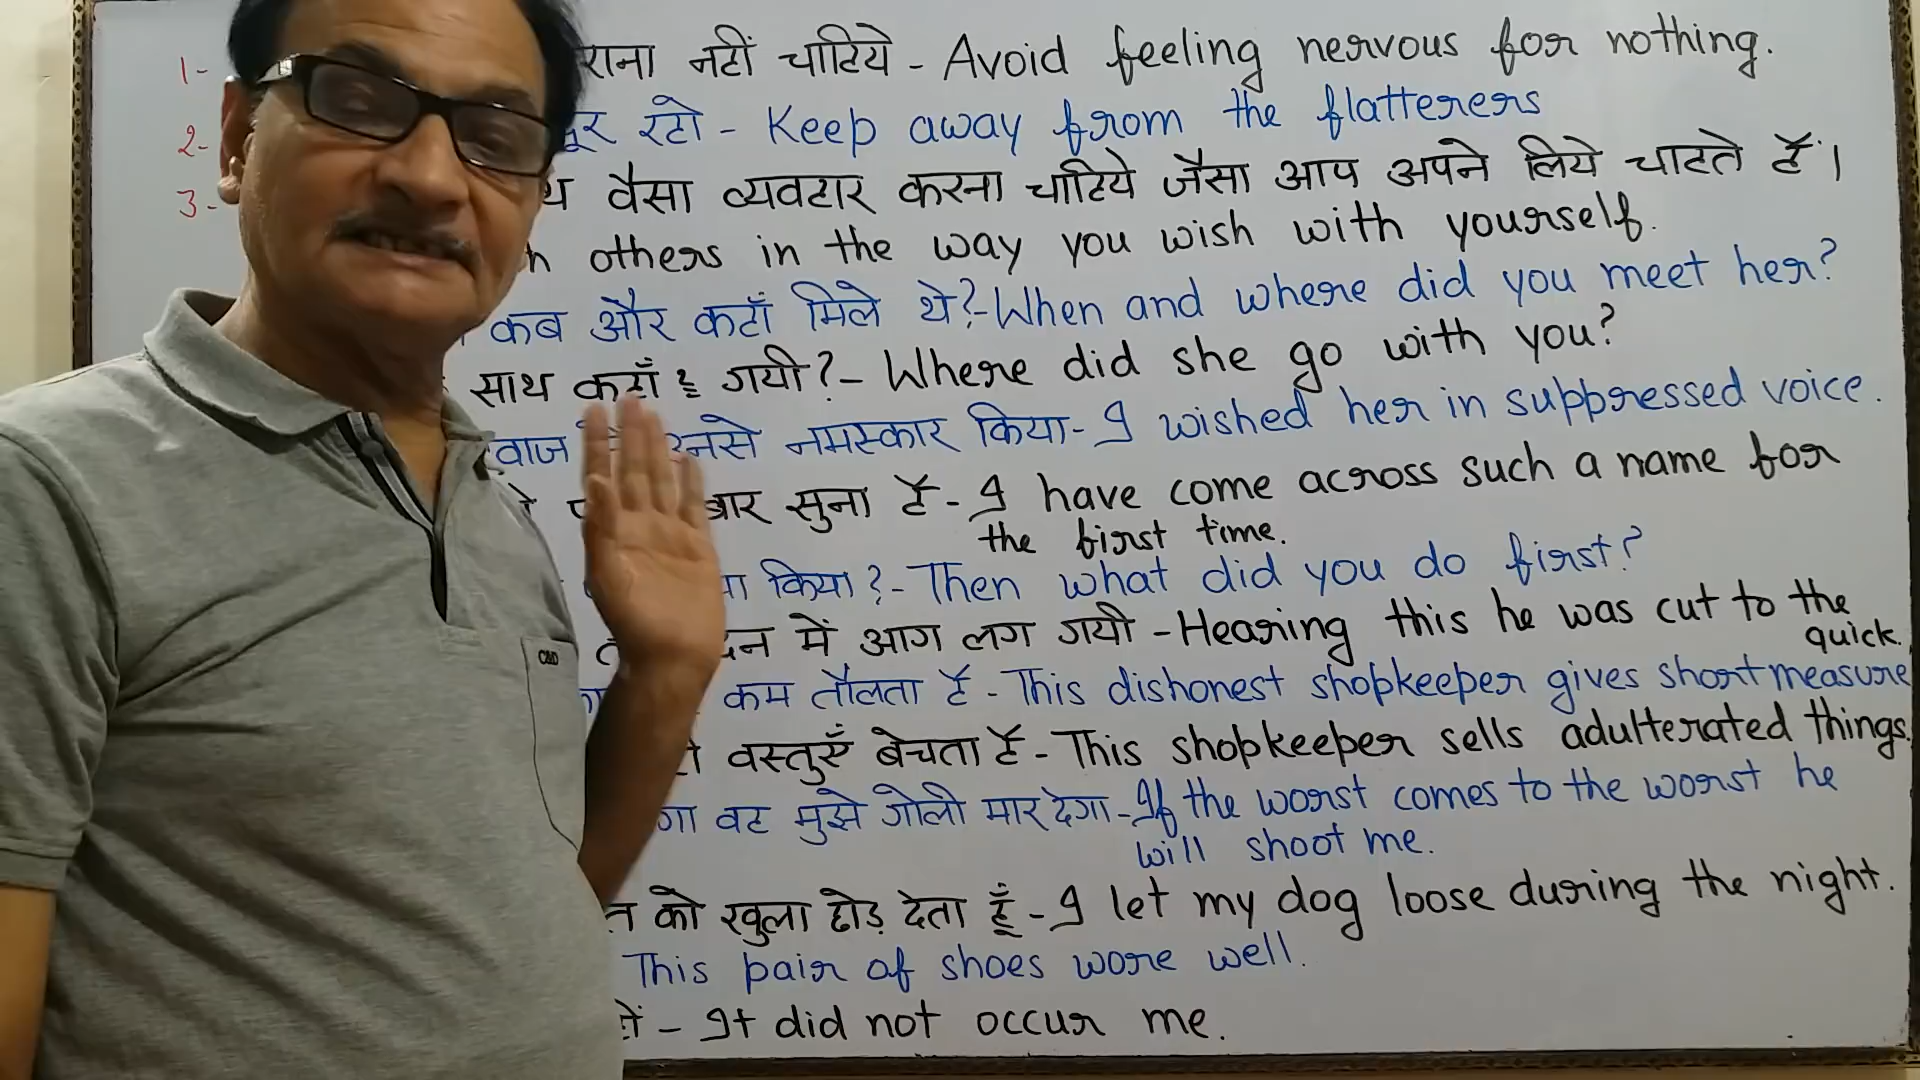 1- राना नहीं चाहिये - Avoid feeling nervous for nothing.
2- दूर रहो - Keep away from the flatterers
3- वैसा व्यवहार करना चाहिये जैसा आप अपने लिये चाहते हैं।
others in the way you wish with yourself.
कब और कहाँ मिले थे? - When and where did you meet her?
साथ कहाँ गयी? - Where did she go with you?
वाज उनसे नमस्कार किया - I wished her in suppressed voice.
बार सुना है - I have come across such a name for
the first time.
किया? - Then what did you do first?
में आग लग गयी - Hearing this he was cut to the
quick.
कम तौलता है - This dishonest shopkeeper gives short measure
वस्तुएँ बेचता है - This shopkeeper sells adulterated things.
गा वह मुझे गोली मार देगा - If the worst comes to the worst he
will shoot me.
को खुला छोड़ देता हूँ - I let my dog loose during the night.
This pair of shoes wore well.
- It did not occur me.
C&D